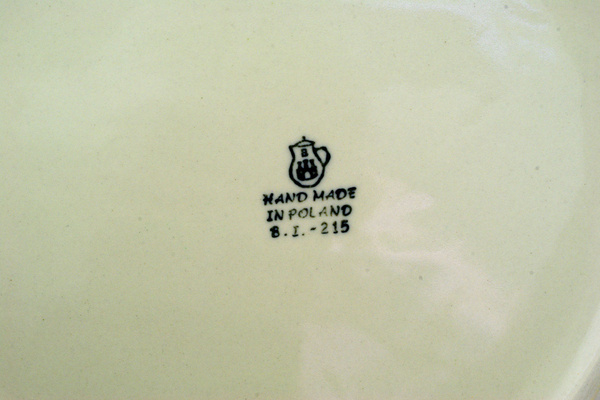 B
HAND MADE
IN POLAND
B.I.-215